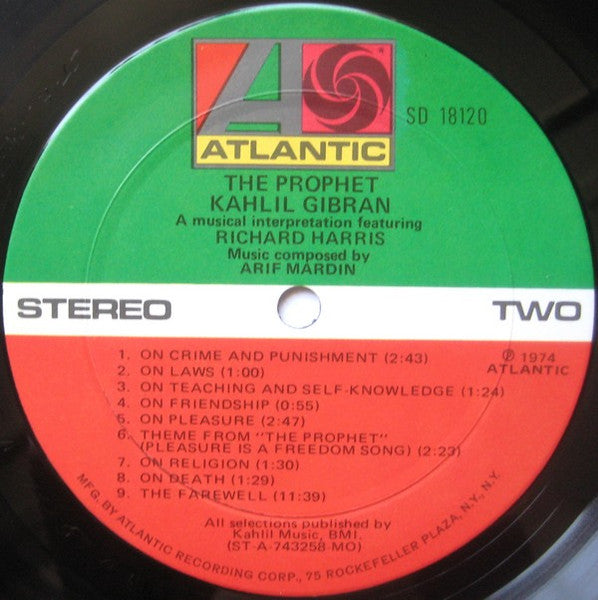 SD 18120
ATLANTIC
THE PROPHET
KAHLIL GIBRAN
A musical interpretation featuring
RICHARD HARRIS
Music composed by
ARIF MARDIN
STEREO
TWO
℗ 1974
ATLANTIC
1. ON CRIME AND PUNISHMENT (2:43)
2. ON LAWS (1:00)
3. ON TEACHING AND SELF-KNOWLEDGE (1:24)
4. ON FRIENDSHIP (0:55)
5. ON PLEASURE (2:47)
6. THEME FROM "THE PROPHET"
(PLEASURE IS A FREEDOM SONG) (2:23)
7. ON RELIGION (1:30)
8. ON DEATH (1:29)
9. THE FAREWELL (11:39)
All selections published by
Kahlil Music, BMI.
(ST-A-743258 MO)
MFG. BY ATLANTIC RECORDING CORP., 75 ROCKEFELLER PLAZA, N.Y., N.Y.